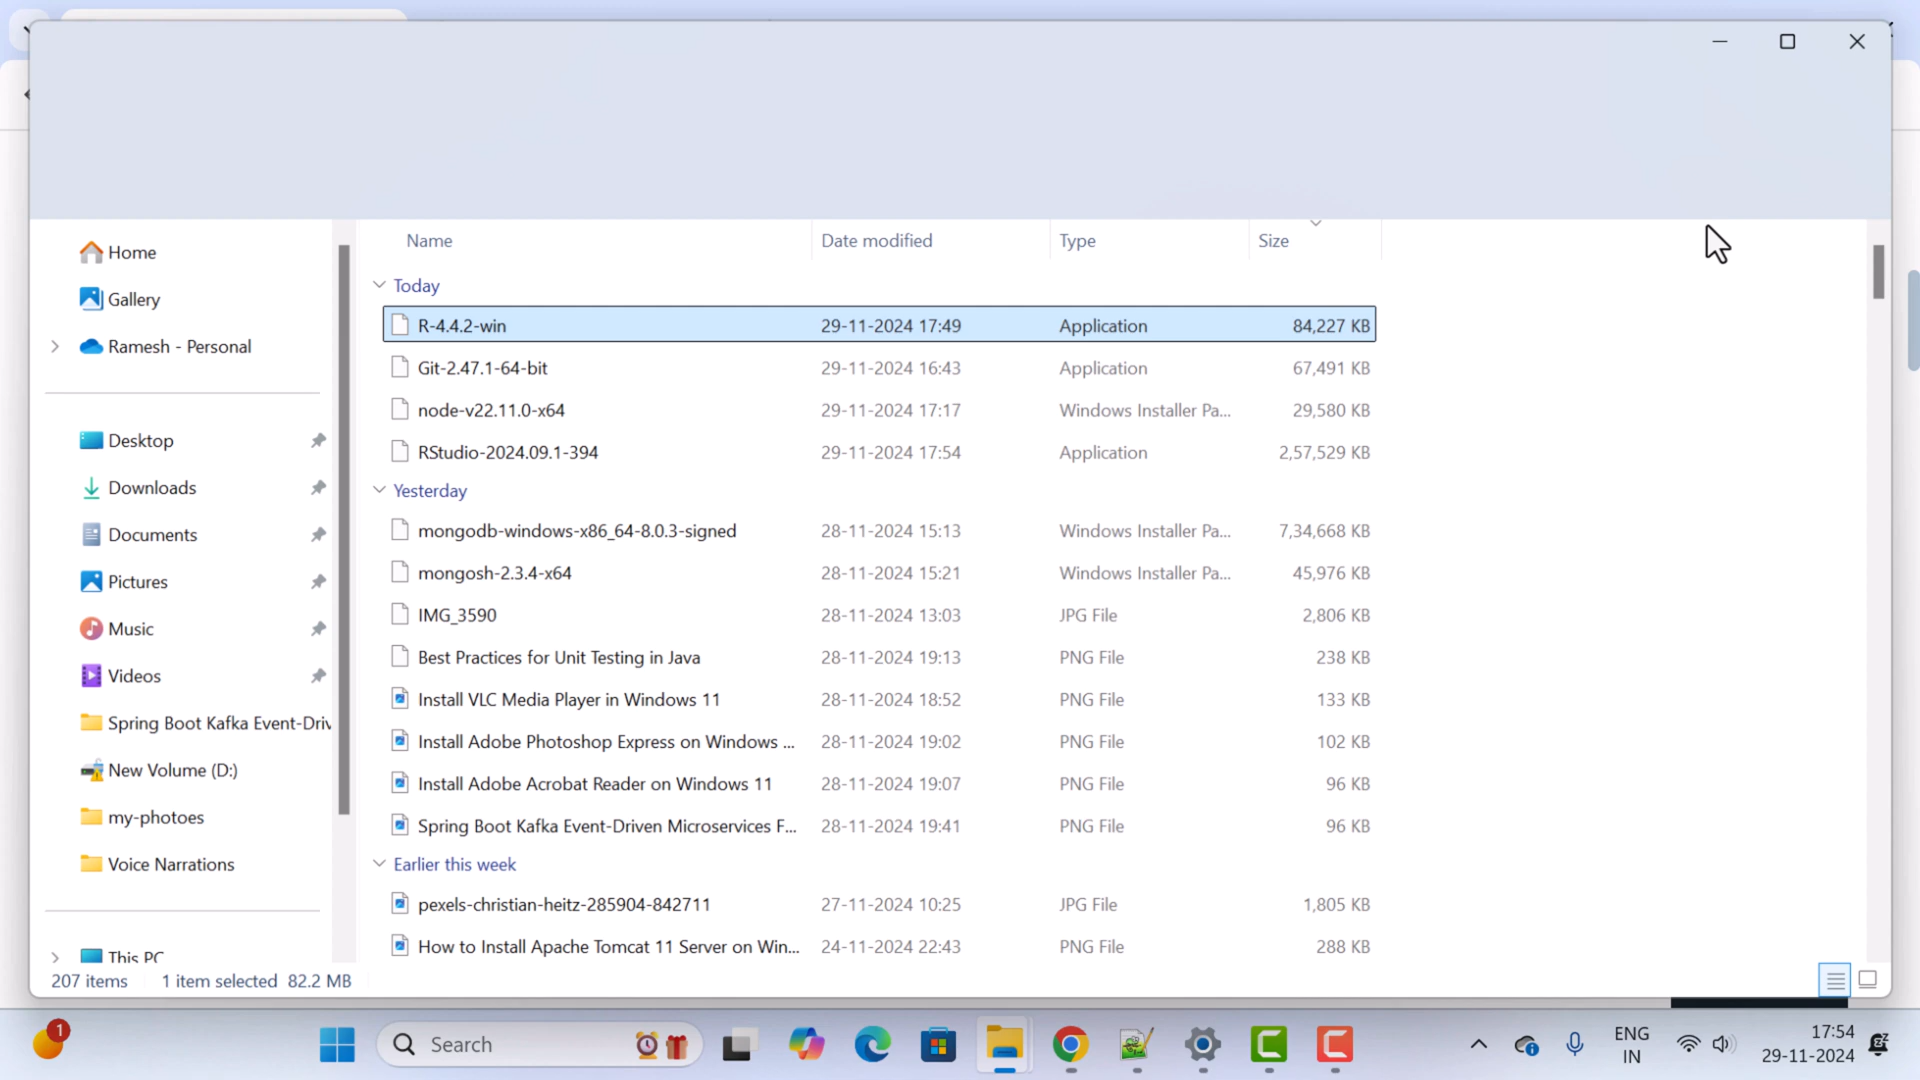 Home
Gallery
Ramesh - Personal
Desktop
Downloads
Documents
Pictures
Music
Videos
Spring Boot Kafka Event-Driv
New Volume (D:)
my-photoes
Voice Narrations
This PC
Name Date modified Type Size
Today
R-4.4.2-win 29-11-2024 17:49 Application 84,227 KB
Git-2.47.1-64-bit 29-11-2024 16:43 Application 67,491 KB
node-v22.11.0-x64 29-11-2024 17:17 Windows Installer Pa... 29,580 KB
RStudio-2024.09.1-394 29-11-2024 17:54 Application 2,57,529 KB
Yesterday
mongodb-windows-x86_64-8.0.3-signed 28-11-2024 15:13 Windows Installer Pa... 7,34,668 KB
mongosh-2.3.4-x64 28-11-2024 15:21 Windows Installer Pa... 45,976 KB
IMG_3590 28-11-2024 13:03 JPG File 2,806 KB
Best Practices for Unit Testing in Java 28-11-2024 19:13 PNG File 238 KB
Install VLC Media Player in Windows 11 28-11-2024 18:52 PNG File 133 KB
Install Adobe Photoshop Express on Windows ... 28-11-2024 19:02 PNG File 102 KB
Install Adobe Acrobat Reader on Windows 11 28-11-2024 19:07 PNG File 96 KB
Spring Boot Kafka Event-Driven Microservices F... 28-11-2024 19:41 PNG File 96 KB
Earlier this week
pexels-christian-heitz-285904-842711 27-11-2024 10:25 JPG File 1,805 KB
How to Install Apache Tomcat 11 Server on Win... 24-11-2024 22:43 PNG File 288 KB
207 items 1 item selected 82.2 MB
1
Search
ENG
IN
17:54
29-11-2024